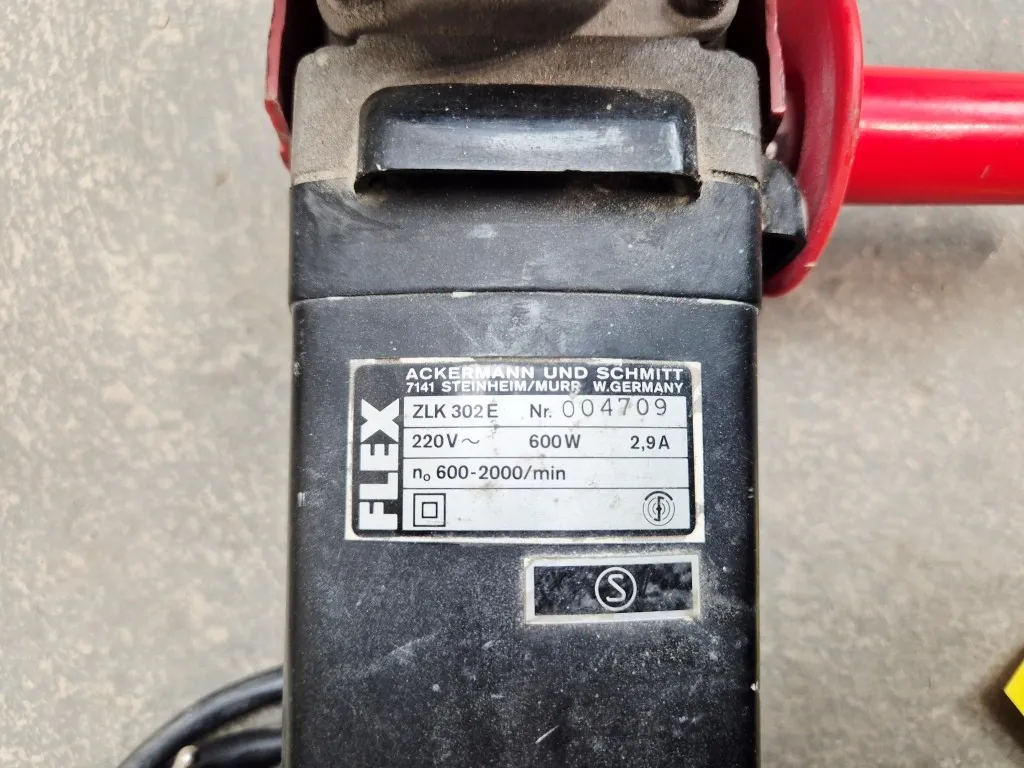 ACKERMANN UND SCHMITT
7141 STEINHEIM/MURR W.GERMANY
FLEX
ZLK 302 E Nr. 004709
220V~ 600W 2,9A
n₀ 600-2000/min
S